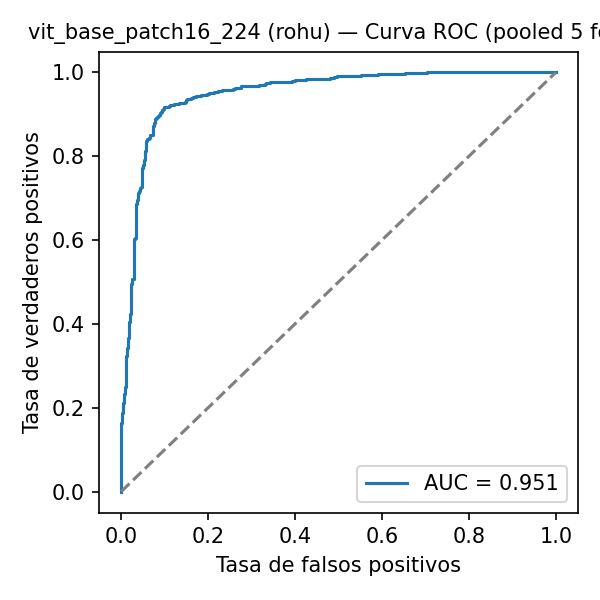 vit_base_patch16_224 (rohu) — Curva ROC (pooled 5
1.0
0.8
0.6
0.4
0.2
0.0
Tasa de verdaderos positivos
AUC = 0.951
0.0 0.2 0.4 0.6 0.8 1.0
Tasa de falsos positivos